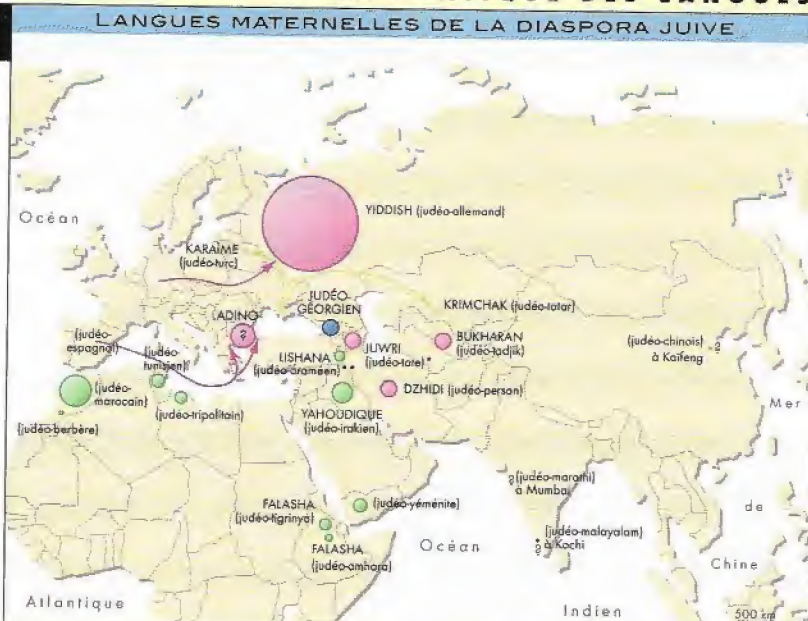 DES LANGUES
LANGUES MATERNELLES DE LA DIASPORA JUIVE
Océan
YIDDISH (judéo-allemand)
KARAÏME
(judéo-turc)
JUDÉO-
GÉORGIEN
KRIMCHAK (judéo-tatar)
LADINO
?
(judéo-
espagnol)
(judéo-
tunisien)
LISHANA
(judéo-araméen)
JUWRI
(judéo-tate)
BUKHARAN
(judéo-tadjik)
(judéo-chinois)
à Kaifeng
?
(judéo-
marocain)
(judéo-tripolitain)
(judéo-berbère)
YAHOUDIQUE
(judéo-irakien)
DZHIDI (judéo-person)
Mer
?
(judéo-marathi)
à Mumbai
FALASHA
(judéo-tigrinya)
(judéo-yéménite)
FALASHA
(judéo-amhara)
Océan
(judéo-malayalam)
? à Kochi
de
Chine
Atlantique
Indien
500 km